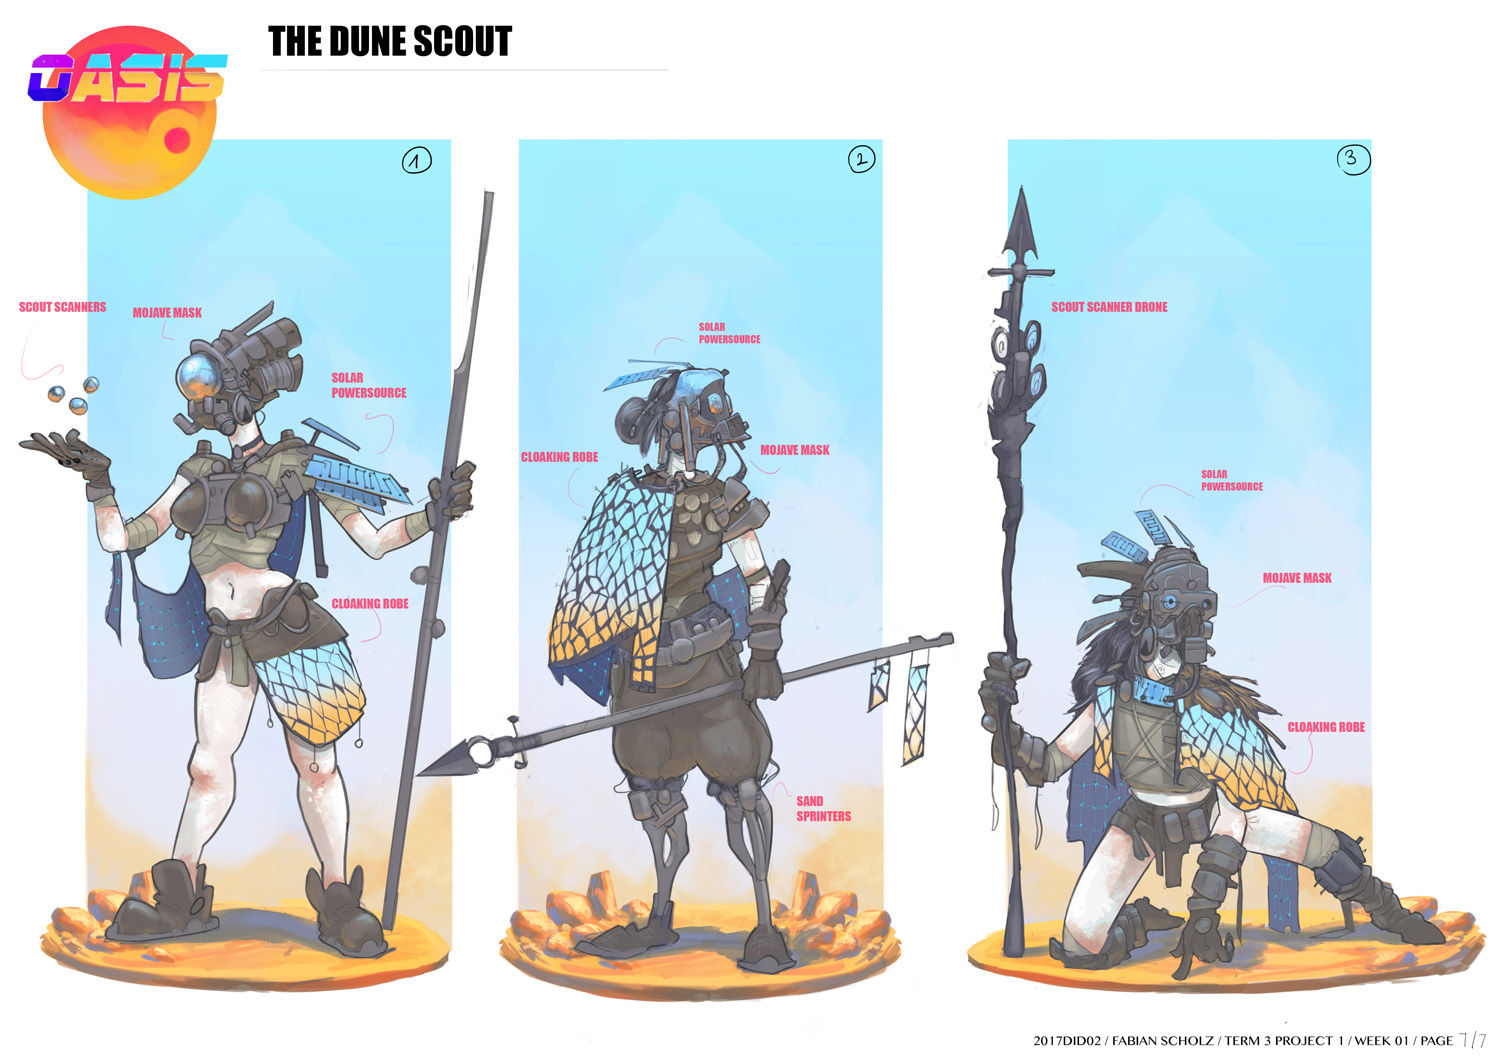 OASIS
THE DUNE SCOUT
1
2
3
SCOUT SCANNERS
MOJAVE MASK
SOLAR
POWERSOURCE
CLOAKING ROBE
SOLAR
POWERSOURCE
CLOAKING ROBE
MOJAVE MASK
SAND
SPRINTERS
SCOUT SCANNER DRONE
SOLAR
POWERSOURCE
MOJAVE MASK
CLOAKING ROBE
2017DID02 / FABIAN SCHOLZ / TERM 3 PROJECT 1 / WEEK 01 / PAGE 7/7